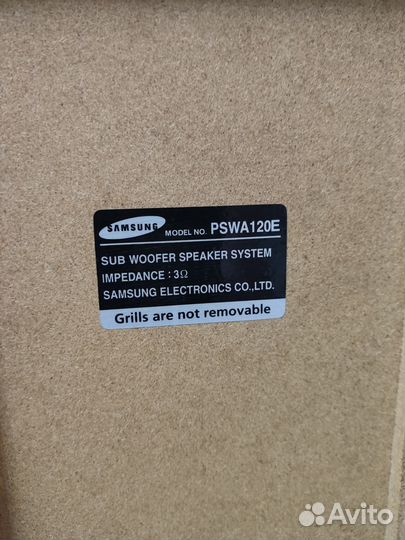 SAMSUNG MODEL NO. PSWA120E
SUB WOOFER SPEAKER SYSTEM
IMPEDANCE : 3Ω
SAMSUNG ELECTRONICS CO.,LTD.
Grills are not removable
Avito